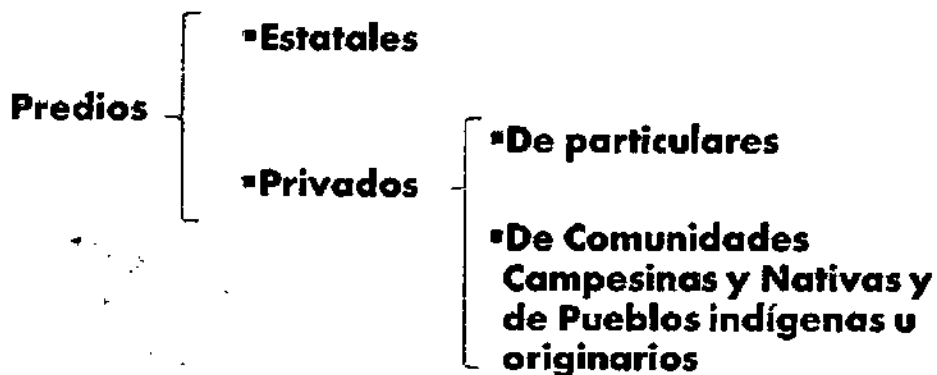 ▪Estatales
Predios
▪Privados
▪De particulares
▪De Comunidades
Campesinas y Nativas y
de Pueblos indígenas u
originarios